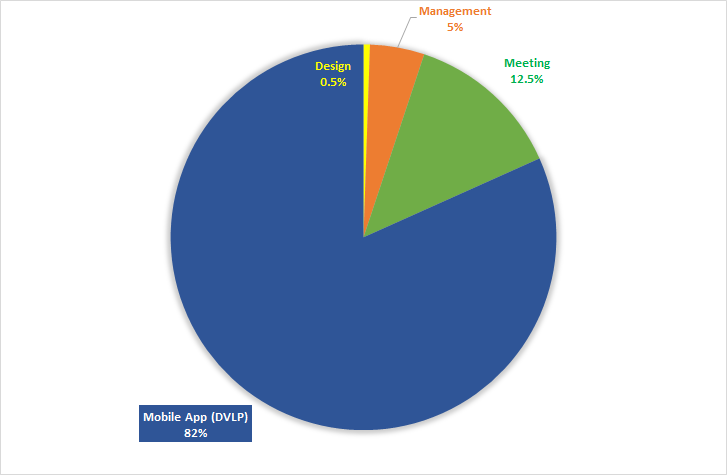 Management
5%
Design
0.5%
Meeting
12.5%
Mobile App (DVLP)
82%